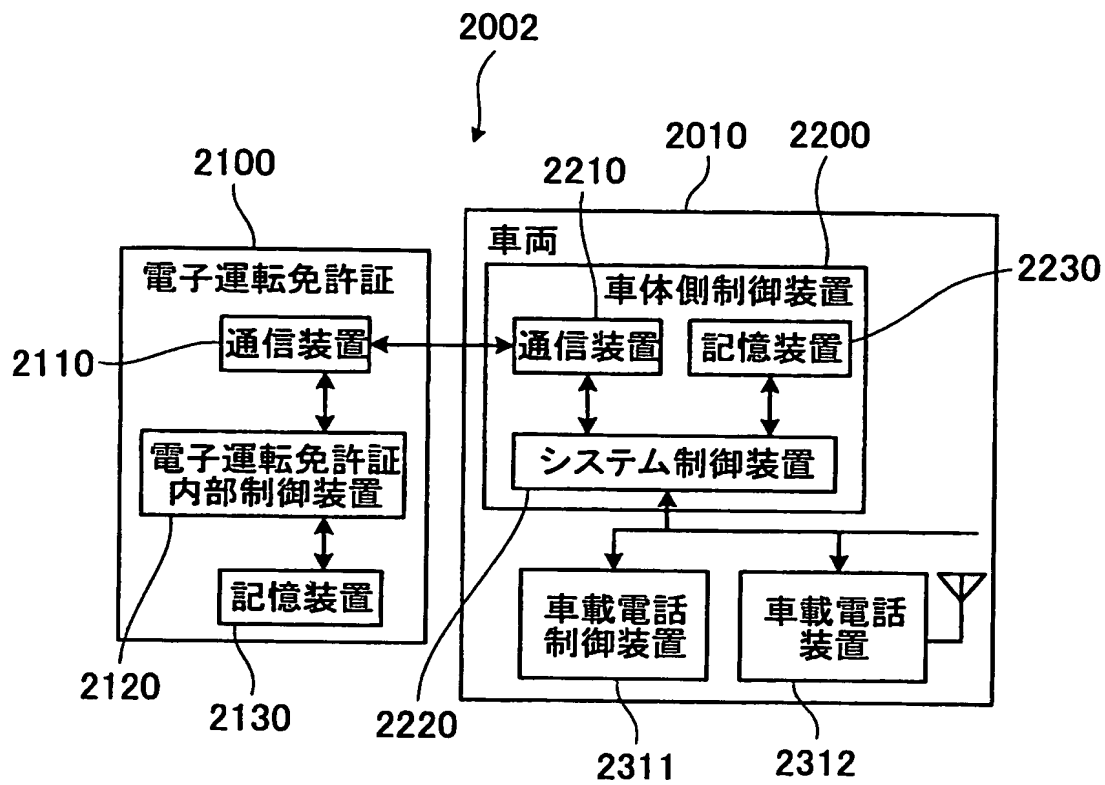 2002
2010
2200
2100
2210
車両
電子運転免許証
車体側制御装置
2230
通信装置
通信装置
記憶装置
2110
電子運転免許証
内部制御装置
システム制御装置
記憶装置
車載電話
制御装置
車載電話
装置
2120
2130
2220
2311
2312